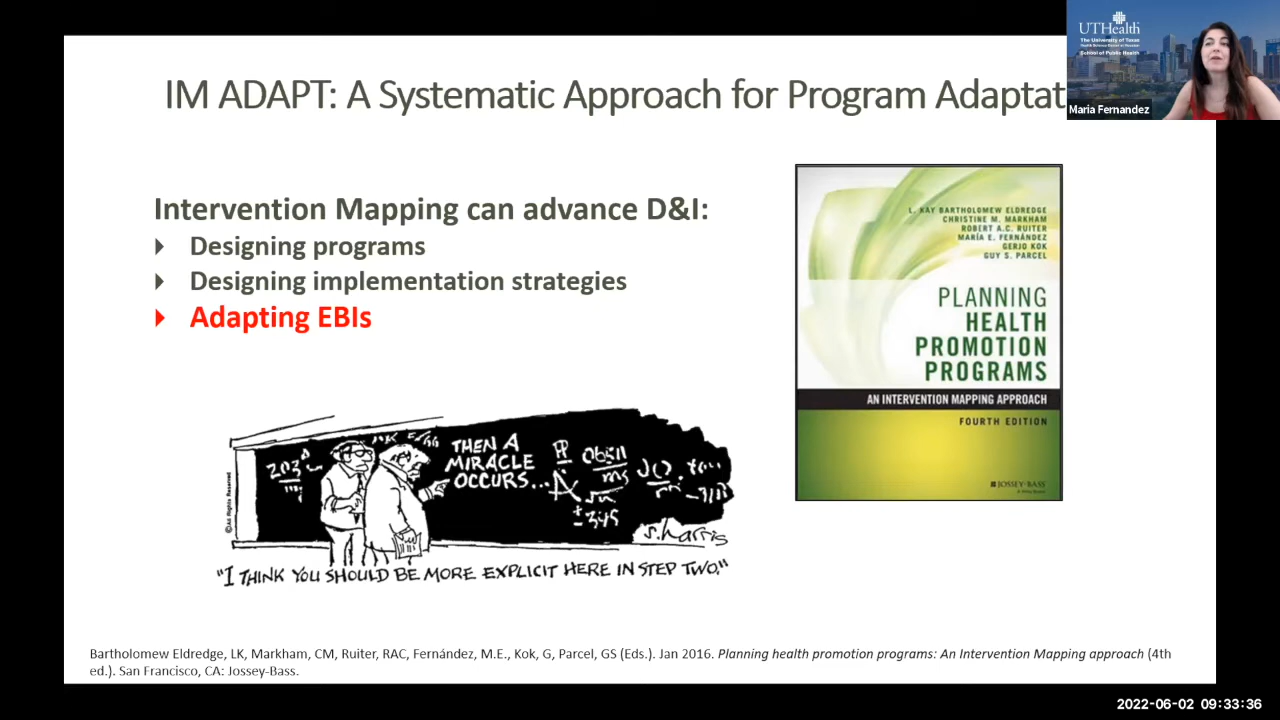 IM ADAPT: A Systematic Approach for Program Adaptat
UTHealth
The University of Texas
Health Science Center at Houston
School of Public Health
Maria Fernandez
Intervention Mapping can advance D&I:
Designing programs
Designing implementation strategies
Adapting EBIs
L. KAY BARTHOLOMEW ELDREDGE
CHRISTINE M. MARKHAM
ROBERT A.C. RUITER
MARÍA E. FERNÁNDEZ
GERJO KOK
GUY S. PARCEL
PLANNING
HEALTH
PROMOTION
PROGRAMS
AN INTERVENTION MAPPING APPROACH
FOURTH EDITION
JOSSEY-BASS
THEN A
MIRACLE
OCCURS...
S. harris
©All Rights Reserved
"I THINK YOU SHOULD BE MORE EXPLICIT HERE IN STEP TWO."
Bartholomew Eldredge, LK, Markham, CM, Ruiter, RAC, Fernández, M.E., Kok, G, Parcel, GS (Eds.). Jan 2016. Planning health promotion programs: An Intervention Mapping approach (4th
ed.). San Francisco, CA: Jossey-Bass.
2022-06-02 09:33:36